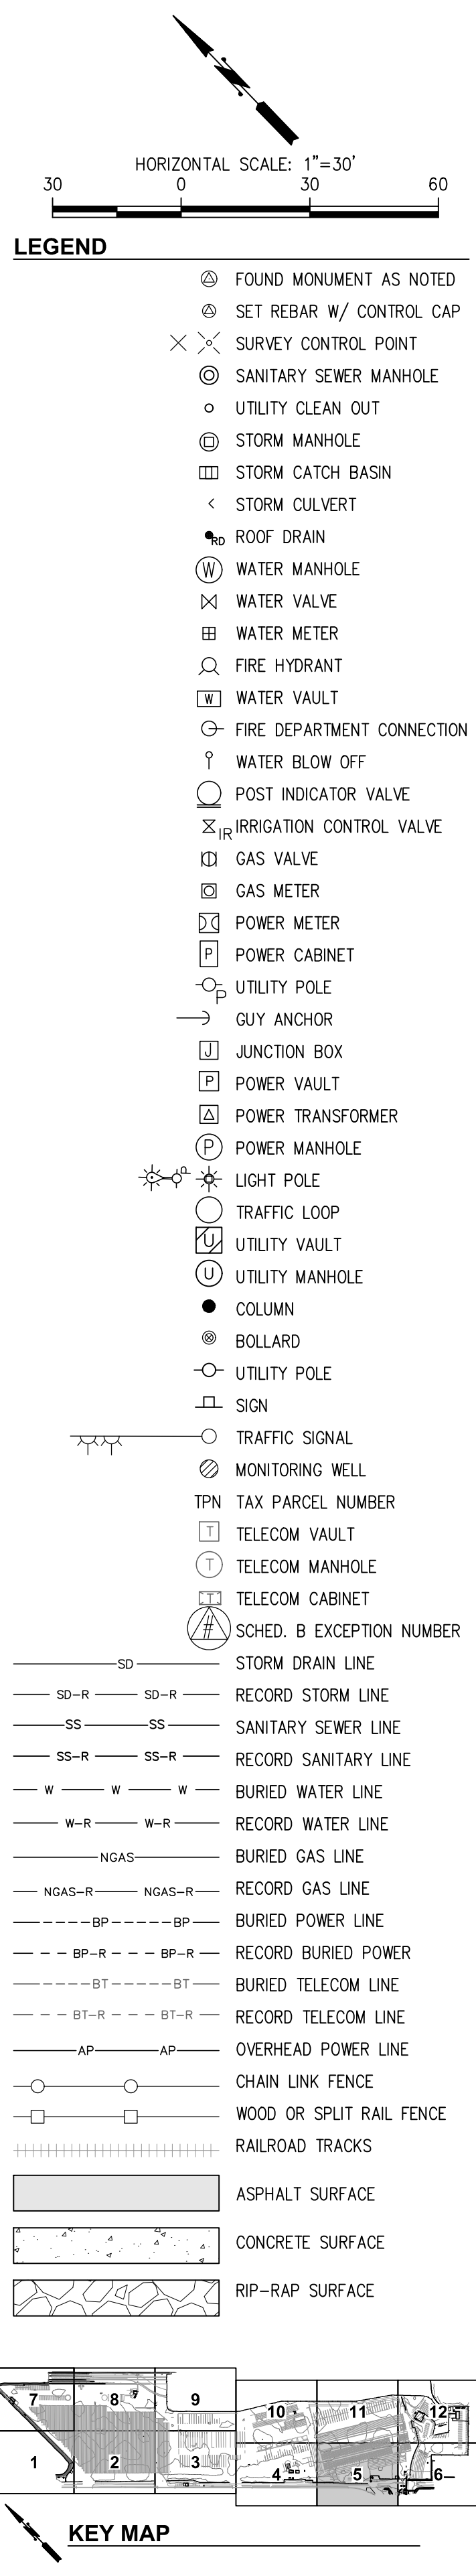 HORIZONTAL SCALE: 1"=30'
30 0 30 60
LEGEND
FOUND MONUMENT AS NOTED
SET REBAR W/ CONTROL CAP
SURVEY CONTROL POINT
SANITARY SEWER MANHOLE
UTILITY CLEAN OUT
STORM MANHOLE
STORM CATCH BASIN
STORM CULVERT
RD ROOF DRAIN
W WATER MANHOLE
WATER VALVE
WATER METER
FIRE HYDRANT
W WATER VAULT
FIRE DEPARTMENT CONNECTION
WATER BLOW OFF
POST INDICATOR VALVE
IR IRRIGATION CONTROL VALVE
GAS VALVE
GAS METER
POWER METER
P POWER CABINET
P UTILITY POLE
GUY ANCHOR
J JUNCTION BOX
P POWER VAULT
POWER TRANSFORMER
P POWER MANHOLE
P LIGHT POLE
TRAFFIC LOOP
U UTILITY VAULT
U UTILITY MANHOLE
COLUMN
BOLLARD
UTILITY POLE
SIGN
TRAFFIC SIGNAL
MONITORING WELL
TPN TAX PARCEL NUMBER
T TELECOM VAULT
T TELECOM MANHOLE
T TELECOM CABINET
# SCHED. B EXCEPTION NUMBER
SD STORM DRAIN LINE
SD-R SD-R RECORD STORM LINE
SS SS SANITARY SEWER LINE
SS-R SS-R RECORD SANITARY LINE
W W W BURIED WATER LINE
W-R W-R RECORD WATER LINE
NGAS BURIED GAS LINE
NGAS-R NGAS-R RECORD GAS LINE
BP BP BURIED POWER LINE
BP-R BP-R RECORD BURIED POWER
BT BT BURIED TELECOM LINE
BT-R BT-R RECORD TELECOM LINE
AP AP OVERHEAD POWER LINE
CHAIN LINK FENCE
WOOD OR SPLIT RAIL FENCE
RAILROAD TRACKS
ASPHALT SURFACE
CONCRETE SURFACE
RIP-RAP SURFACE
7 8 9 10 11 12
1 2 3 4 5 6
KEY MAP